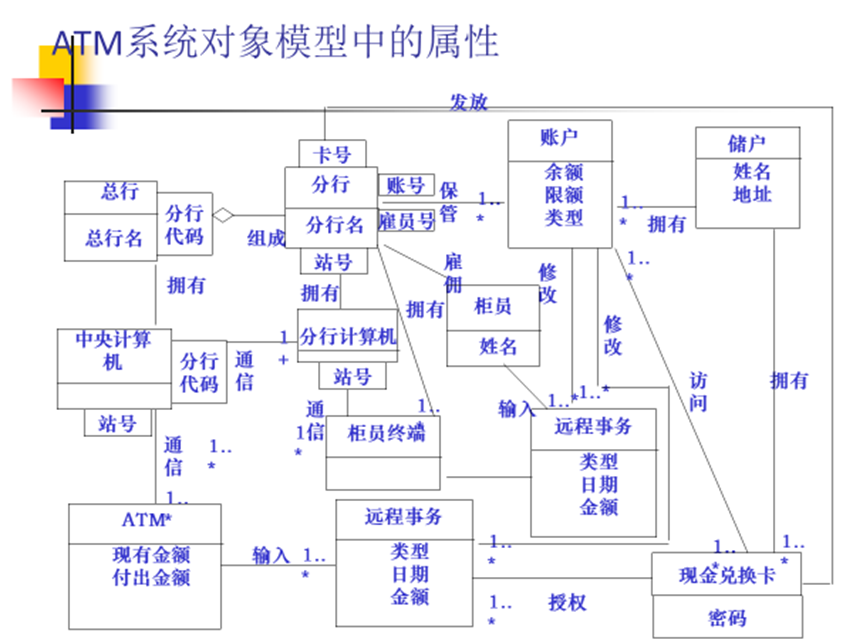 ATM系统对象模型中的属性
发放
卡号
账户
储户
分行
账号
保
管
1..
*
余额
限额
类型
姓名
地址
总行
分行
代码
分行名
雇员号
1..
*
拥有
总行名
组成
站号
雇
佣
修
改
1..
*
拥有
拥有
拥有
柜员
修
改
中央计算
机
分行
代码
通
信
1
+
分行计算机
姓名
访
问
拥有
站号
站号
通
信
1
*
1..
*
输入
1..*
1..*
柜员终端
远程事务
类型
日期
金额
通
信
1..
*
1..
ATM*
现有金额
付出金额
输入
1..
*
远程事务
类型
日期
金额
1..
*
1..
*
授权
1..
*
1..
*
现金兑换卡
密码